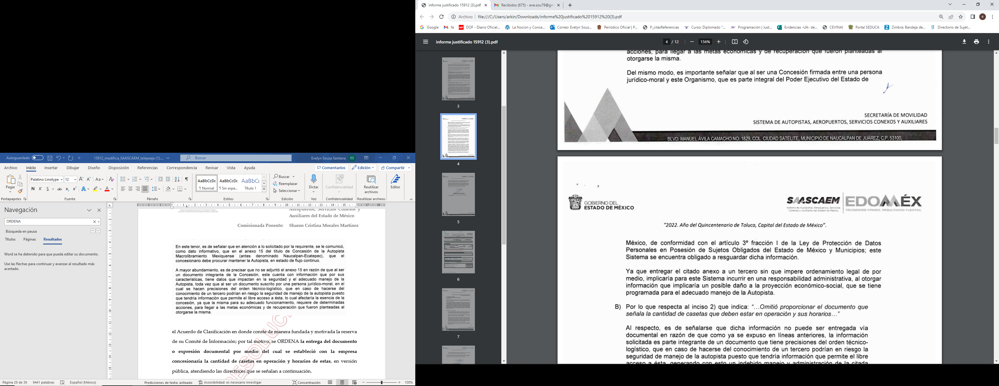 Autoguardado
15912_modifica_SAASCAEM_telepeaje (1)....
Buscar
Evelyn Souza Santana
ES
Archivo Inicio Insertar Dibujar Diseño Disposición Referencias Correspondencia Revisar Vista Ayuda
Comentarios Edición Compartir
Pegar
Palatino Linotype 12
N K S ab
AaBbCcDc AaBbCcDc AaBbCc
¶ Normal ¶ Sin espa... Título 1
Buscar
Reemplazar
Seleccionar
Dictar
Confidencialidad
Reutilizar archivos
Editor
Portapapeles Fuente Párrafo Estilos Edición Voz Confidencialidad Reutilizar archivos
Navegación
ORDENA
Búsqueda en pausa
Títulos Páginas Resultados
Word se ha detenido para que pueda editar su documento.
Use las flechas para continuar y avanzar al resultado más
acertado.
Aeropuertos, Servicios Conexos y
Auxiliares del Estado de México
Comisionada Ponente: Sharon Cristina Morales Martínez
En este tenor, es de señalar que en atención a lo solicitado por la requirente, se le comunicó,
como dato informativo, que en el anexo 15 del título de Concesión de la Autopista
Macrolibramiento Mexiquense (antes denominado Naucalpan-Ecatepec), que el
concesionario debe procurar mantener la Autopista, en estado de flujo continuo.
A mayor abundamiento, es de precisar que no se adjuntó el anexo 15 en razón de que al ser
un documento integrante de la Concesión, este cuenta con información que por sus
características, tiene datos que impactan en la seguridad y el adecuado manejo de la
Autopista, toda vez que al ser un documento suscrito por una persona jurídico-moral, en el
cual se hacen precisiones del orden técnico-logístico, que en caso de hacerse del
conocimiento de un tercero podrían en riesgo la seguridad de manejo de la autopista puesto
que tendría información que permite el libre acceso a ésta, lo cual afectaría la esencia de la
concesión, ya que la misma para su adecuado funcionamiento, requiere de determinadas
acciones, para llegar a las metas económicas y de recuperación que fueron planteadas al
otorgarse la misma.
el Acuerdo de Clasificación en donde conste de manera fundada y motivada la reserva
de su Comité de Información; por tal motivo, se ORDENA la entrega del documento
o expresión documental por medio del cual se estableció con la empresa
concesionaria la cantidad de casetas en operación y horarios de estas, en versión
pública, atendiendo las directrices que se señalan a continuación.
Página 29 de 39 9441 palabras Español (México) Predicciones de texto: activado Accesibilidad: es necesario investigar Concentración 100%
informe justificado 15912 (3).pdf
Recibidos (675) - eve.sou79@gm
Archivo file:///C:/Users/arkin/Downloads/informe%20justificado%2015912%20(3).pdf
Google fa DOF - Diario Oficial... La Nocion y Conce... Correo: Evelyn Souz... Periódico Oficial | P... P_citasReferencias Curso: Diplomado "... Programación | Just... Evidencias -UA- de... CEVINAI Portal SEDUCA Zimbra: Bandeja de... Directorio de Sujet...
informe justificado 15912 (3).pdf
4 / 12 156%
3
4
5
6
7
acciones, para llegar a las metas económicas y de recuperación que fueron planteadas al
otorgarse la misma.
Del mismo modo, es importante señalar que al ser una Concesión firmada entre una persona
jurídico-moral y este Organismo, que es parte integral del Poder Ejecutivo del Estado de
SECRETARÍA DE MOVILIDAD
SISTEMA DE AUTOPISTAS, AEROPUERTOS, SERVICIOS CONEXOS Y AUXILIARES
BLVD. MANUEL ÁVILA CAMACHO NO. 1829, COL. CIUDAD SATÉLITE, MUNICIPIO DE NAUCALPAN DE JUÁREZ, C.P. 53100,
GOBIERNO DEL
ESTADO DE MÉXICO
SAASCAEM
Sistema de Autopistas, Aeropuertos, Servicios
Conexos y Auxiliares del Estado de México
EDOMÉX
DECISIONES FIRMES, RESULTADOS FUERTES.
“2022. Año del Quincentenario de Toluca, Capital del Estado de México”.
México, de conformidad con el artículo 3º fracción I de la Ley de Protección de Datos
Personales en Posesión de Sujetos Obligados del Estado de México y Municipios; este
Sistema se encuentra obligado a resguardar dicha información.
Ya que entregar el citado anexo a un tercero sin que impere ordenamiento legal de por
medio, implicaría para este Sistema incurrir en una responsabilidad administrativa, al otorgar
información que implicaría un posible daño a la proyección económico-social, que se tiene
programada para el adecuado manejo de la Autopista.
B) Por lo que respecta al inciso 2) que indica: “…Omitió proporcionar el documento que
señala la cantidad de casetas que deben estar en operación y sus horarios…”
Al respecto, es de señalarse que dicha información no puede ser entregada vía
documental en razón de que como ya se expuso en líneas anteriores, la información
solicitada es parte integrante de un documento que tiene precisiones del orden técnico-
logístico, que en caso de hacerse del conocimiento de un tercero podrían en riesgo la
seguridad de manejo de la autopista puesto que tendría información que permite el libre
acceso a ésta, generando con esto un indebido manejo y administración de la citada